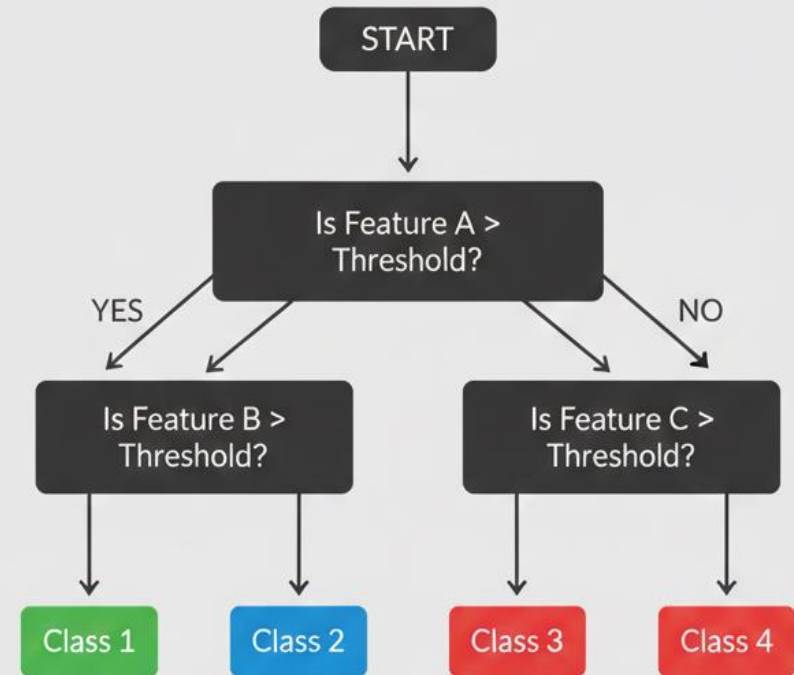 START
Is Feature A >
Threshold?
YES
NO
Is Feature B >
Threshold?
Is Feature C >
Threshold?
Class 1
Class 2
Class 3
Class 4